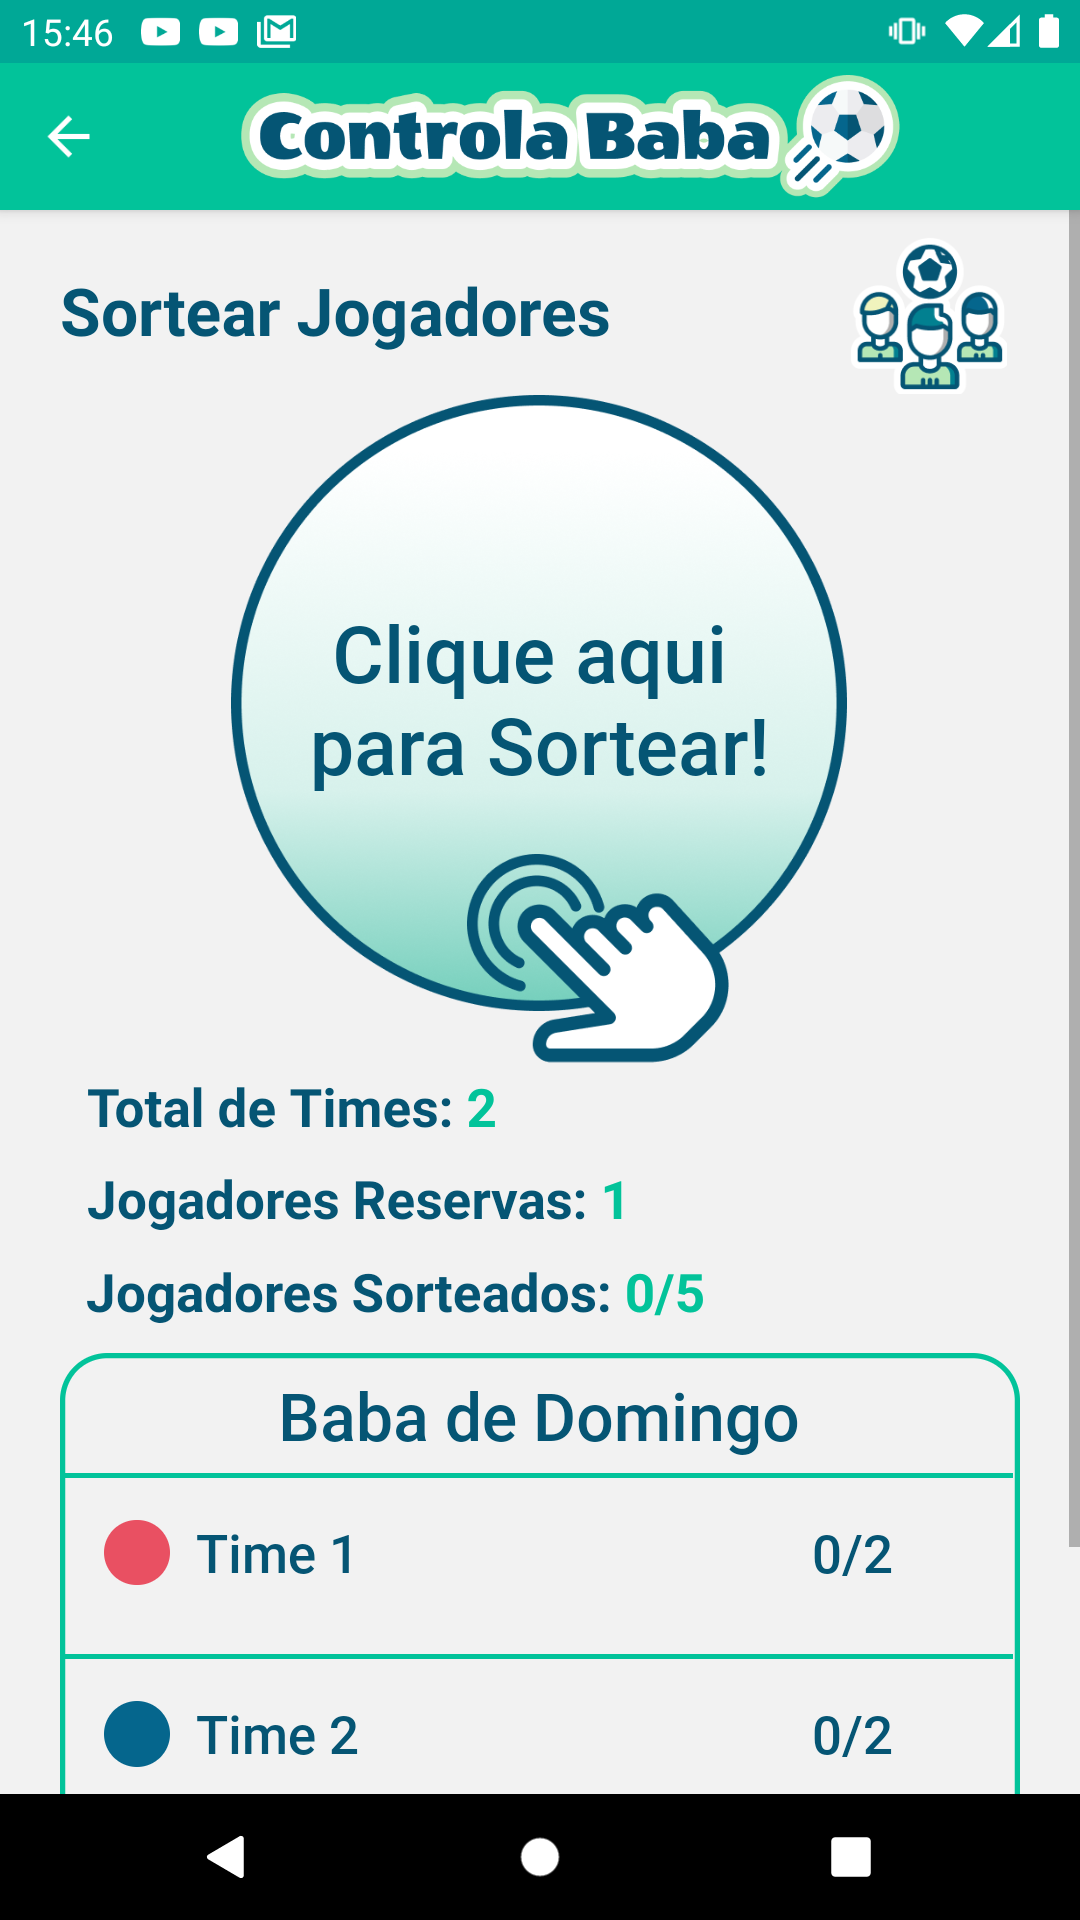 15:46
Controla Baba
Sortear Jogadores
Clique aqui
para Sortear!
Total de Times: 2
Jogadores Reservas: 1
Jogadores Sorteados: 0/5
Baba de Domingo
Time 1 0/2
Time 2 0/2